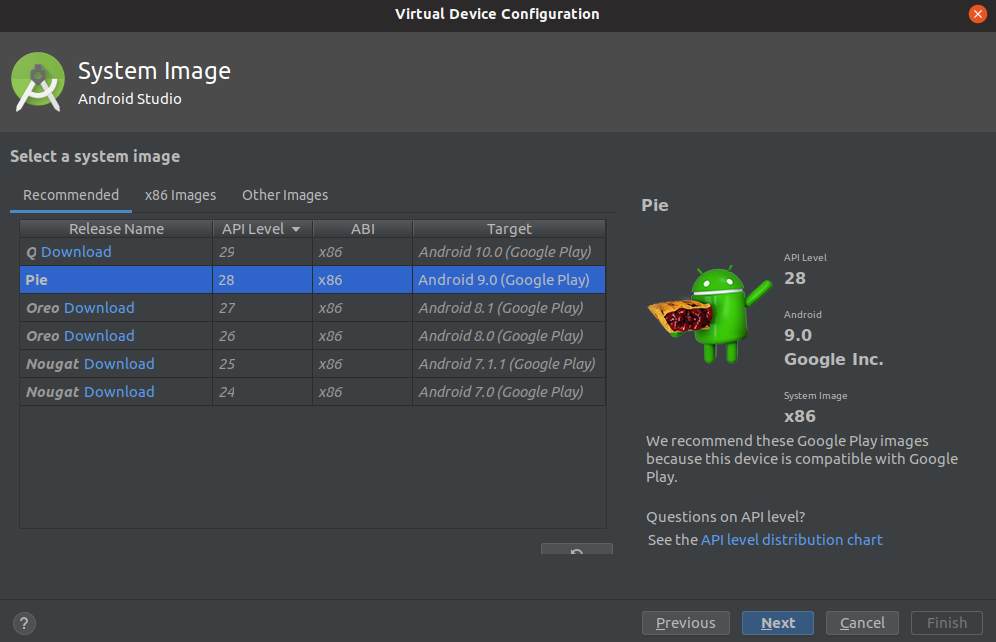 Virtual Device Configuration
System Image
Android Studio
Select a system image
Recommended x86 Images Other Images
Release Name API Level ABI Target
Q Download 29 x86 Android 10.0 (Google Play)
Pie 28 x86 Android 9.0 (Google Play)
Oreo Download 27 x86 Android 8.1 (Google Play)
Oreo Download 26 x86 Android 8.0 (Google Play)
Nougat Download 25 x86 Android 7.1.1 (Google Play)
Nougat Download 24 x86 Android 7.0 (Google Play)
Pie
API Level
28
Android
9.0
Google Inc.
System Image
x86
We recommend these Google Play images
because this device is compatible with Google
Play.
Questions on API level?
See the API level distribution chart
? Previous Next Cancel Finish